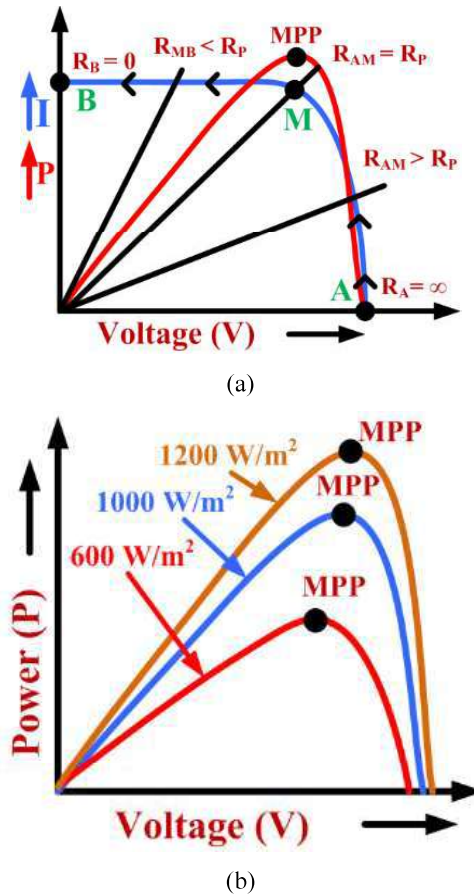 MPP
R_B = 0
R_MB < R_P
R_AM = R_P
B
I
M
P
R_AM > R_P
A
R_A = ∞
Voltage (V)
(a)
MPP
1200 W/m²
MPP
1000 W/m²
600 W/m²
MPP
Power (P)
Voltage (V)
(b)